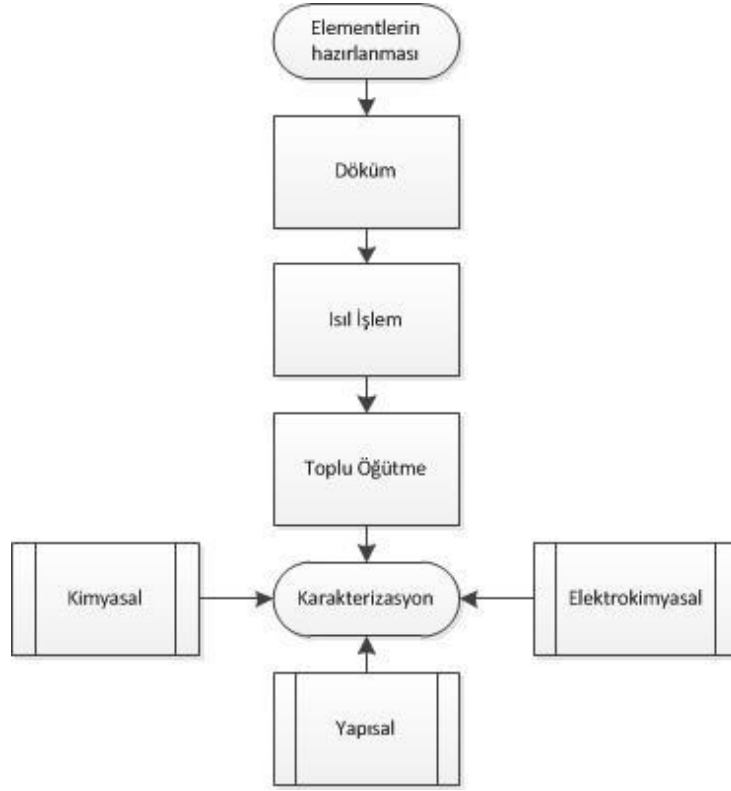 Elementlerin
hazırlanması
Döküm
Isıl İşlem
Toplu Öğütme
Kimyasal
Karakterizasyon
Elektrokimyasal
Yapısal